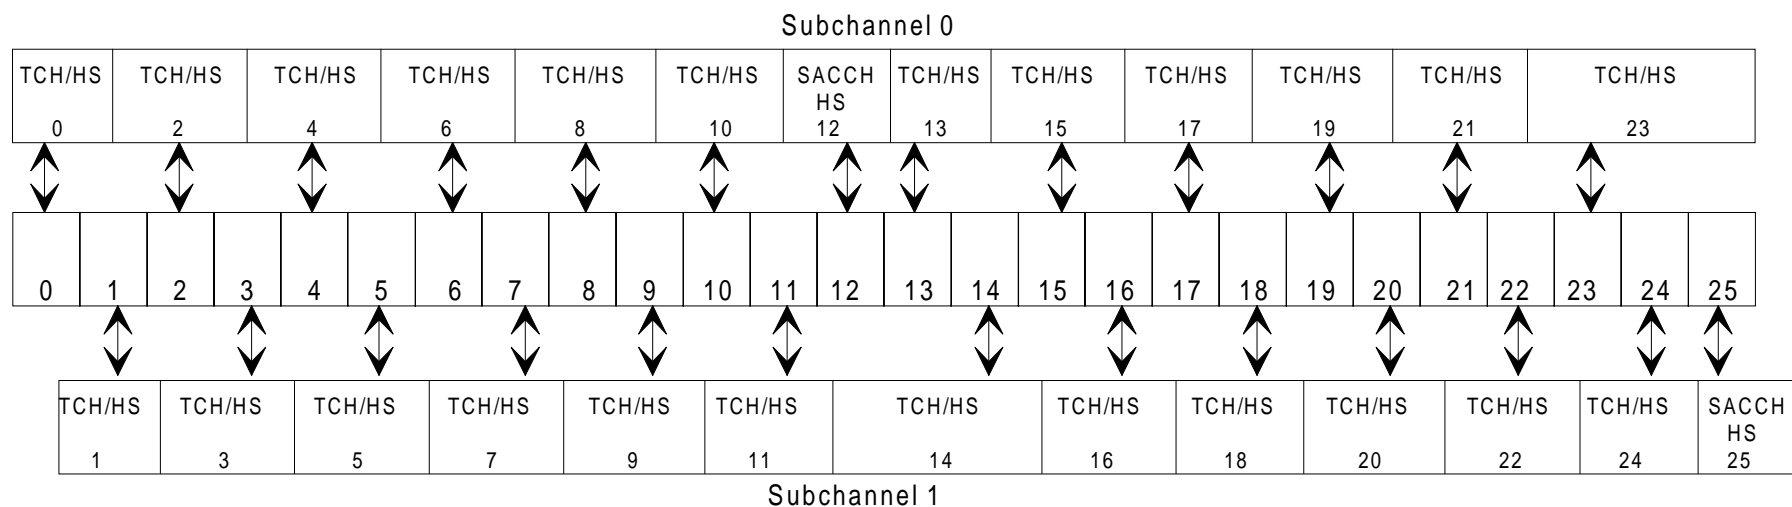 Subchannel 0
TCH/HS TCH/HS TCH/HS TCH/HS TCH/HS TCH/HS SACCH TCH/HS TCH/HS TCH/HS TCH/HS TCH/HS TCH/HS
HS
0 2 4 6 8 10 12 13 15 17 19 21 23
0 1 2 3 4 5 6 7 8 9 10 11 12 13 14 15 16 17 18 19 20 21 22 23 24 25
TCH/HS TCH/HS TCH/HS TCH/HS TCH/HS TCH/HS TCH/HS TCH/HS TCH/HS TCH/HS TCH/HS TCH/HS SACCH
HS
1 3 5 7 9 11 14 16 18 20 22 24 25
Subchannel 1